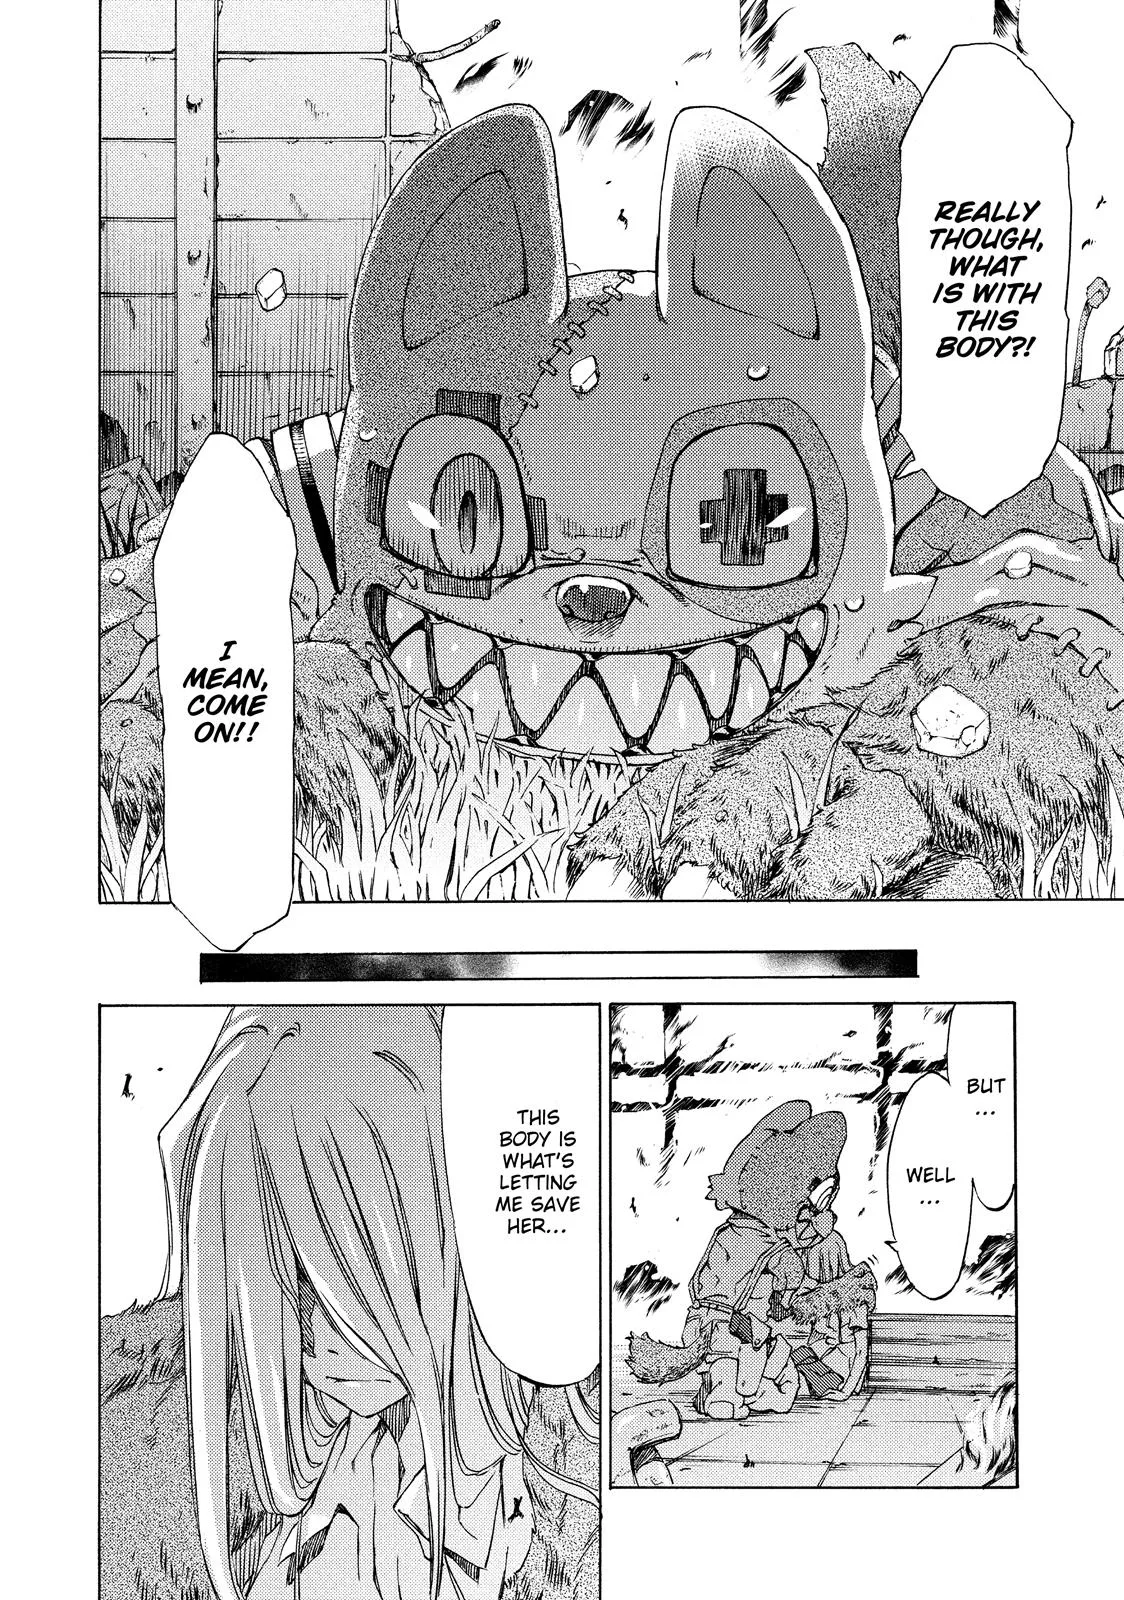 REALLY
THOUGH,
WHAT
IS WITH
THIS
BODY?!
I
MEAN,
COME
ON!!
BUT
...
WELL
...
THIS
BODY IS
WHAT'S
LETTING
ME SAVE
HER...